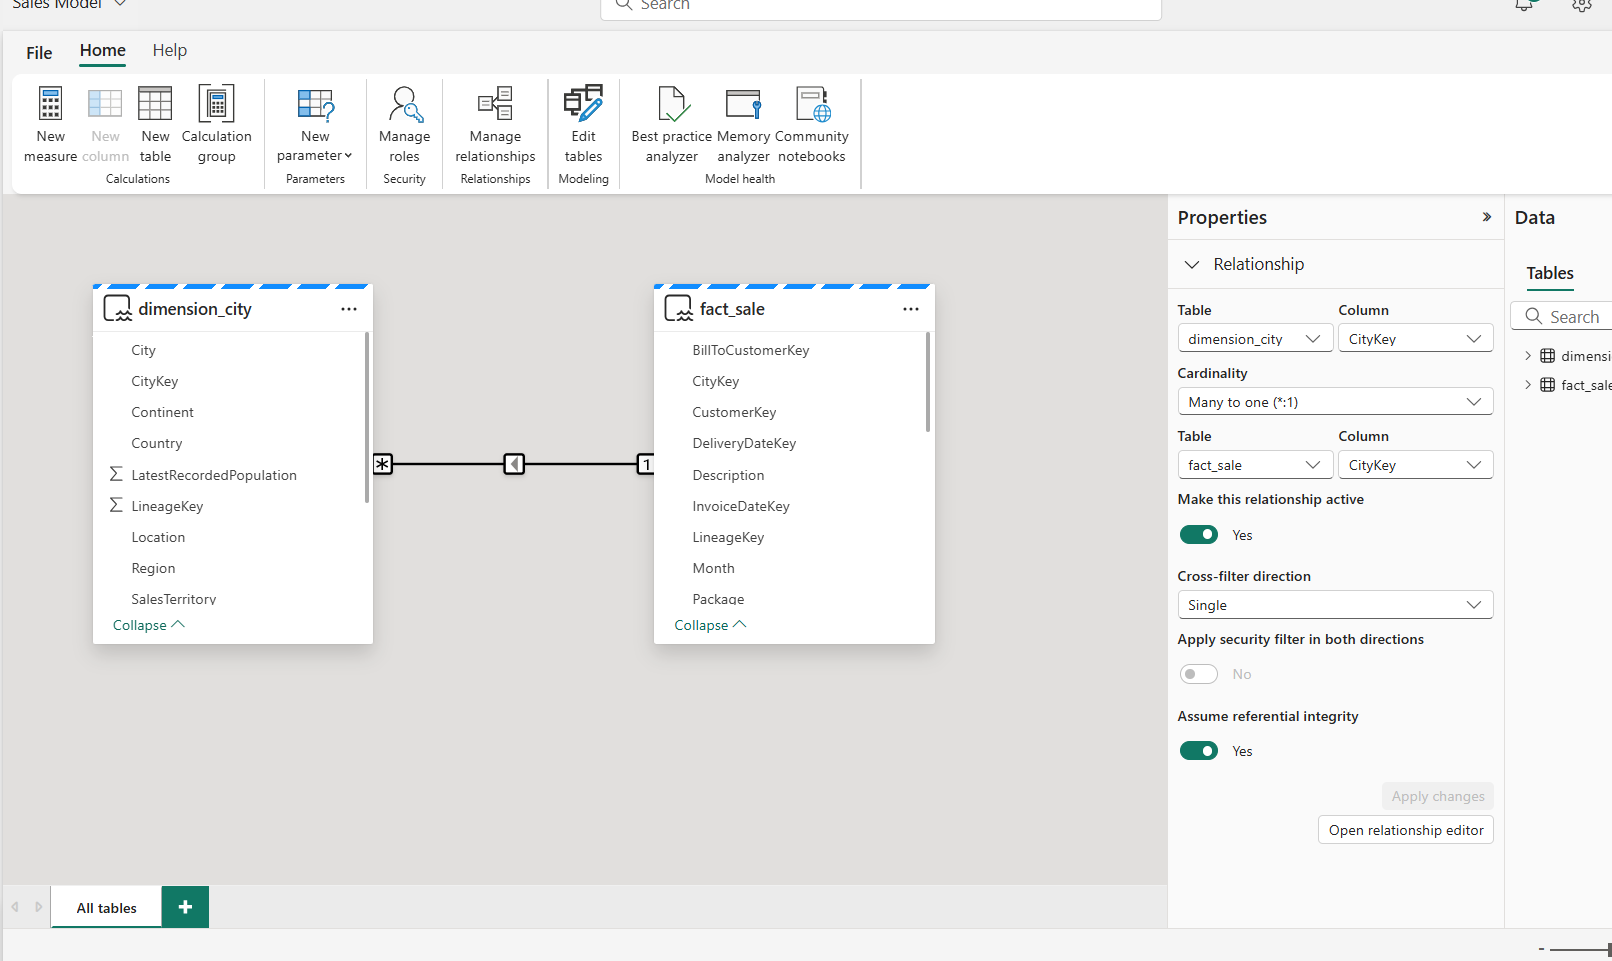 Sales Model
Search
File
Home
Help
New measure
New column
New table
Calculation group
Calculations
New parameter
Parameters
Manage roles
Security
Manage relationships
Relationships
Edit tables
Modeling
Best practice analyzer
Memory analyzer
Community notebooks
Model health
dimension_city
City
CityKey
Continent
Country
LatestRecordedPopulation
LineageKey
Location
Region
SalesTerritory
Collapse
*
1
fact_sale
BillToCustomerKey
CityKey
CustomerKey
DeliveryDateKey
Description
InvoiceDateKey
LineageKey
Month
Package
Collapse
Properties
Relationship
Table
Column
dimension_city
CityKey
Cardinality
Many to one (*:1)
Table
Column
fact_sale
CityKey
Make this relationship active
Yes
Cross-filter direction
Single
Apply security filter in both directions
No
Assume referential integrity
Yes
Apply changes
Open relationship editor
Data
Tables
Search
dimensi
fact_sale
All tables
+
-